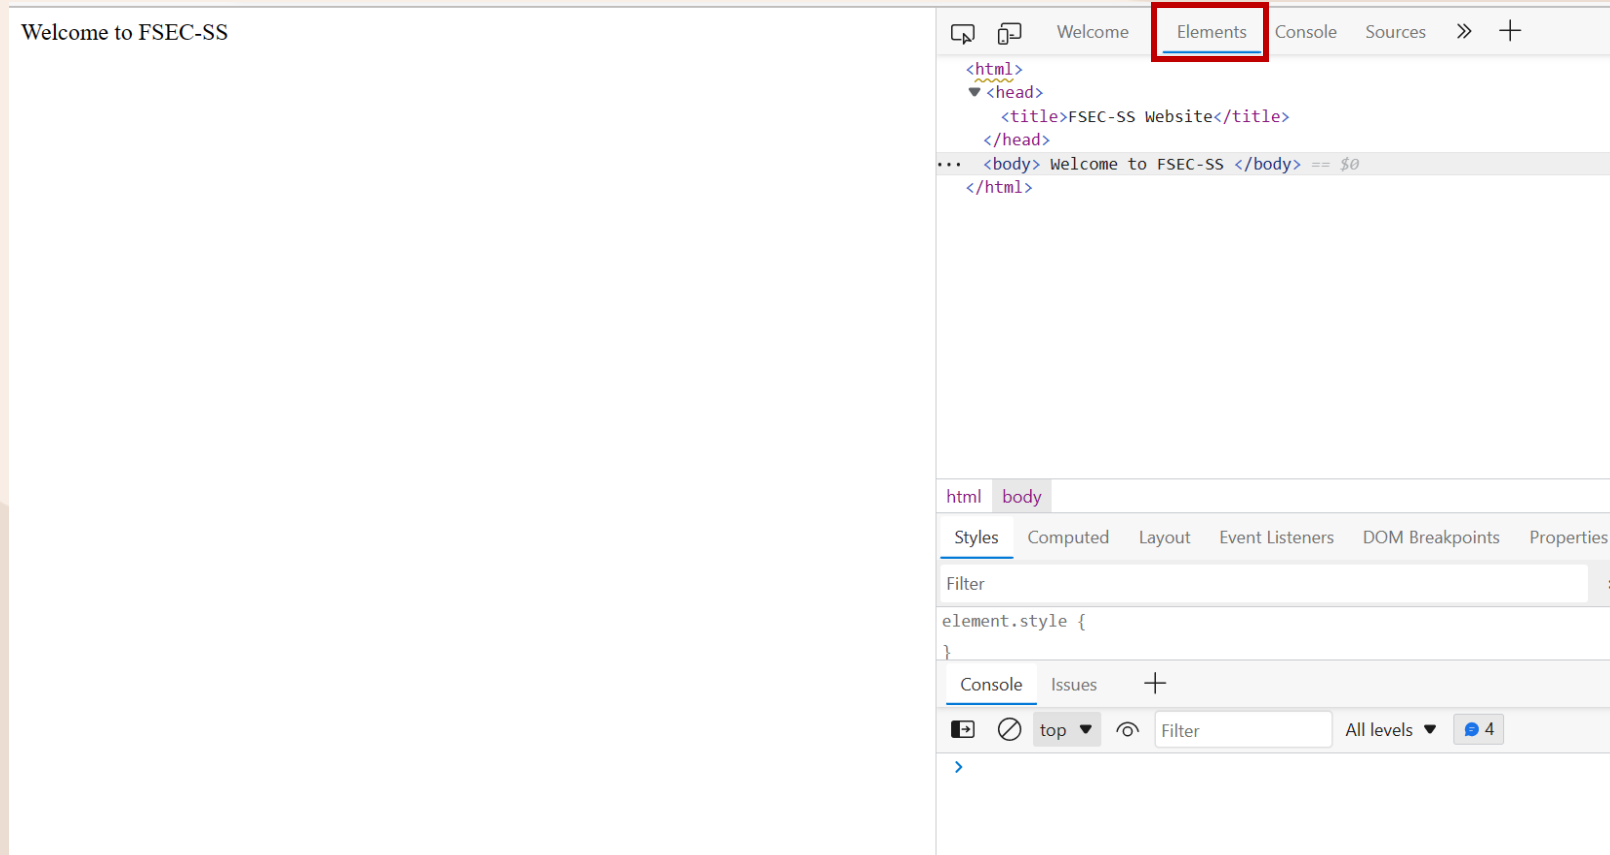 Welcome to FSEC-SS
Welcome Elements Console Sources
<html>
<head>
<title>FSEC-SS Website</title>
</head>
<body> Welcome to FSEC-SS </body> == $0
</html>
html body
Styles Computed Layout Event Listeners DOM Breakpoints Properties
Filter
element.style {
}
Console Issues
top Filter All levels 4